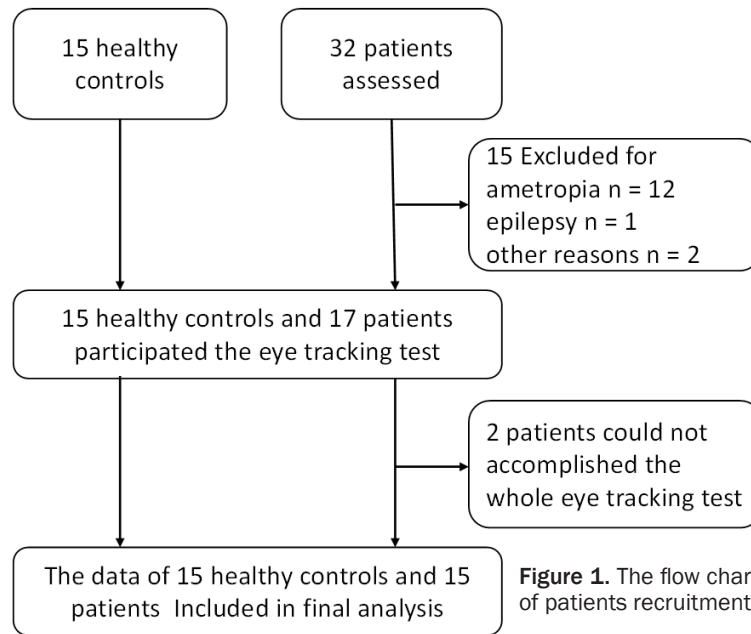 15 healthy
controls
32 patients
assessed
15 Excluded for
ametropia n = 12
epilepsy n = 1
other reasons n = 2
15 healthy controls and 17 patients
participated the eye tracking test
2 patients could not
accomplished the
whole eye tracking test
The data of 15 healthy controls and 15
patients Included in final analysis
Figure 1. The flow char
of patients recruitment